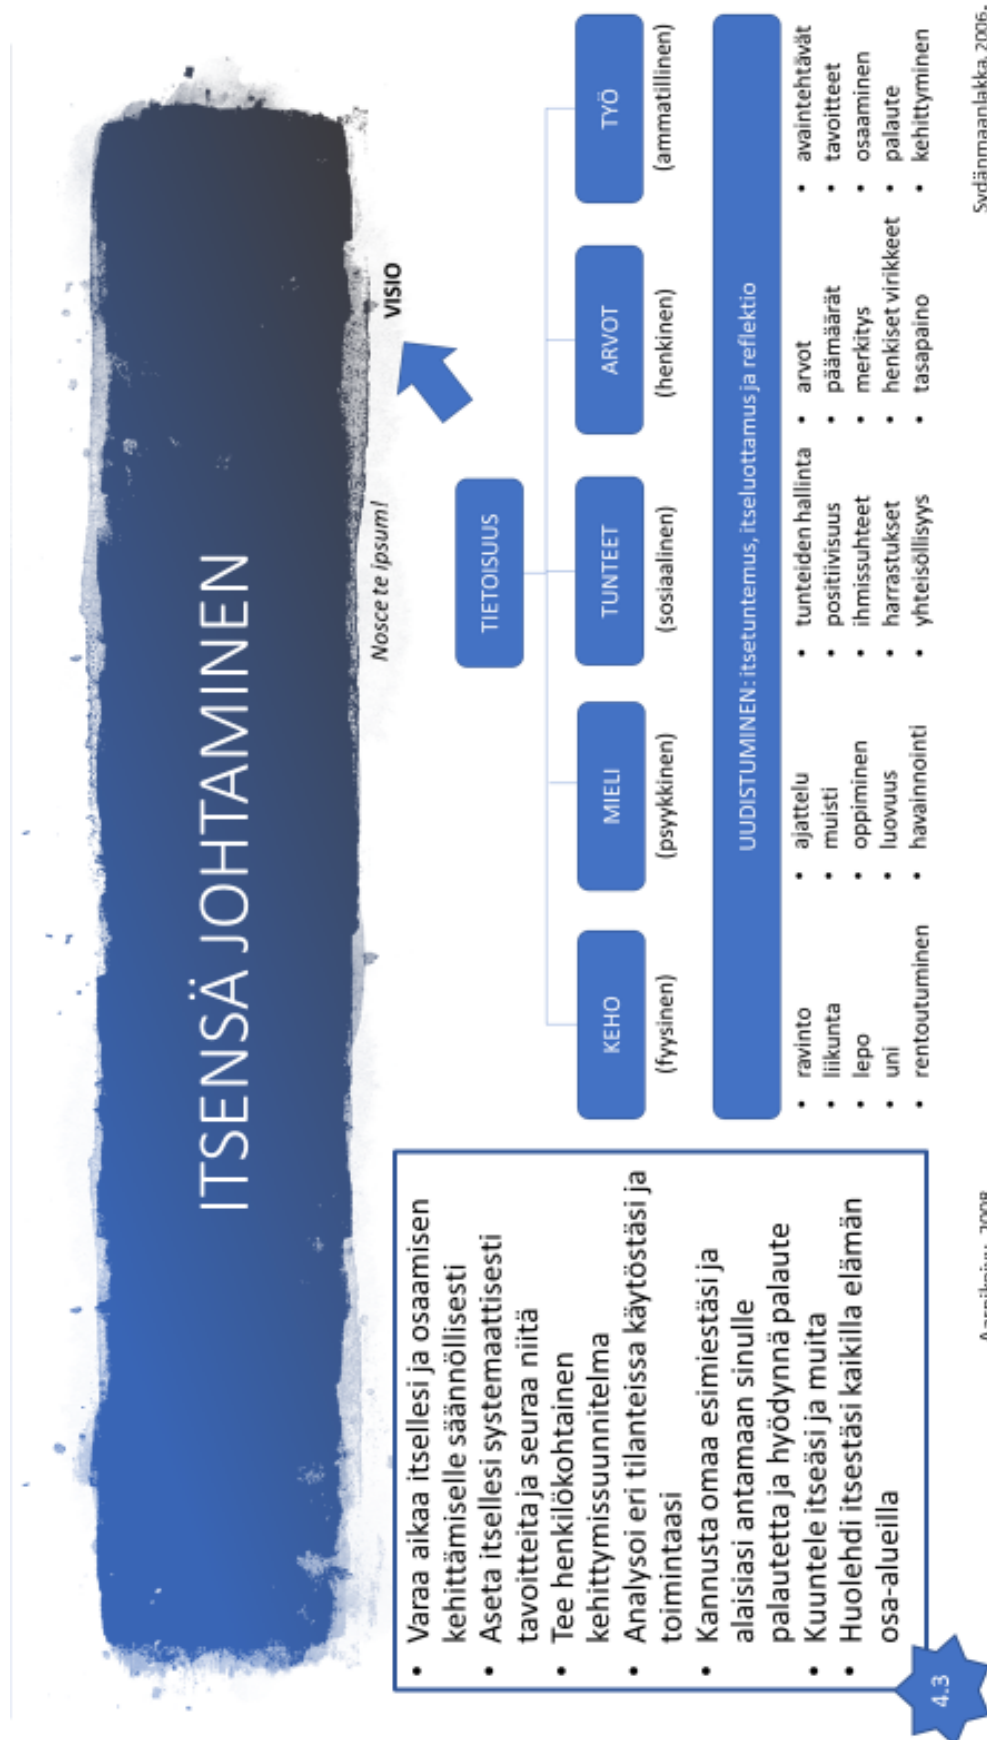 ITSENSÄ JOHTAMINEN
• Varaa aikaa itsellesi ja osaamisen
kehittämiselle säännöllisesti
• Aseta itsellesi systemaattisesti
tavoitteita ja seuraa niitä
• Tee henkilökohtainen
kehittymissuunnitelma
• Analysoi eri tilanteissa käytöstäsi ja
toimintaasi
• Kannusta omaa esimiestäsi ja
alaisiasi antamaan sinulle
palautetta ja hyödynnä palaute
• Kuuntele itseäsi ja muita
• Huolehdi itsestäsi kaikilla elämän
osa-alueilla
4.3
Nosce te ipsum!
VISIO
TIETOISUUS
KEHO
(fyysinen)
MIELI
(psyykkinen)
TUNTEET
(sosiaalinen)
ARVOT
(henkinen)
TYÖ
(ammatillinen)
UUDISTUMINEN: itsetuntemus, itseluottamus ja reflektio
• ravinto
• liikunta
• lepo
• uni
• rentoutuminen
• ajattelu
• muisti
• oppiminen
• luovuus
• havainnointi
• tunteiden hallinta
• positiivisuus
• ihmissuhteet
• harrastukset
• yhteisöllisyys
• arvot
• päämäärät
• merkitys
• henkiset virikkeet
• tasapaino
• avaintehtävät
• tavoitteet
• osaaminen
• palaute
• kehittyminen
2008
Sydänmaanlakka, 2006.